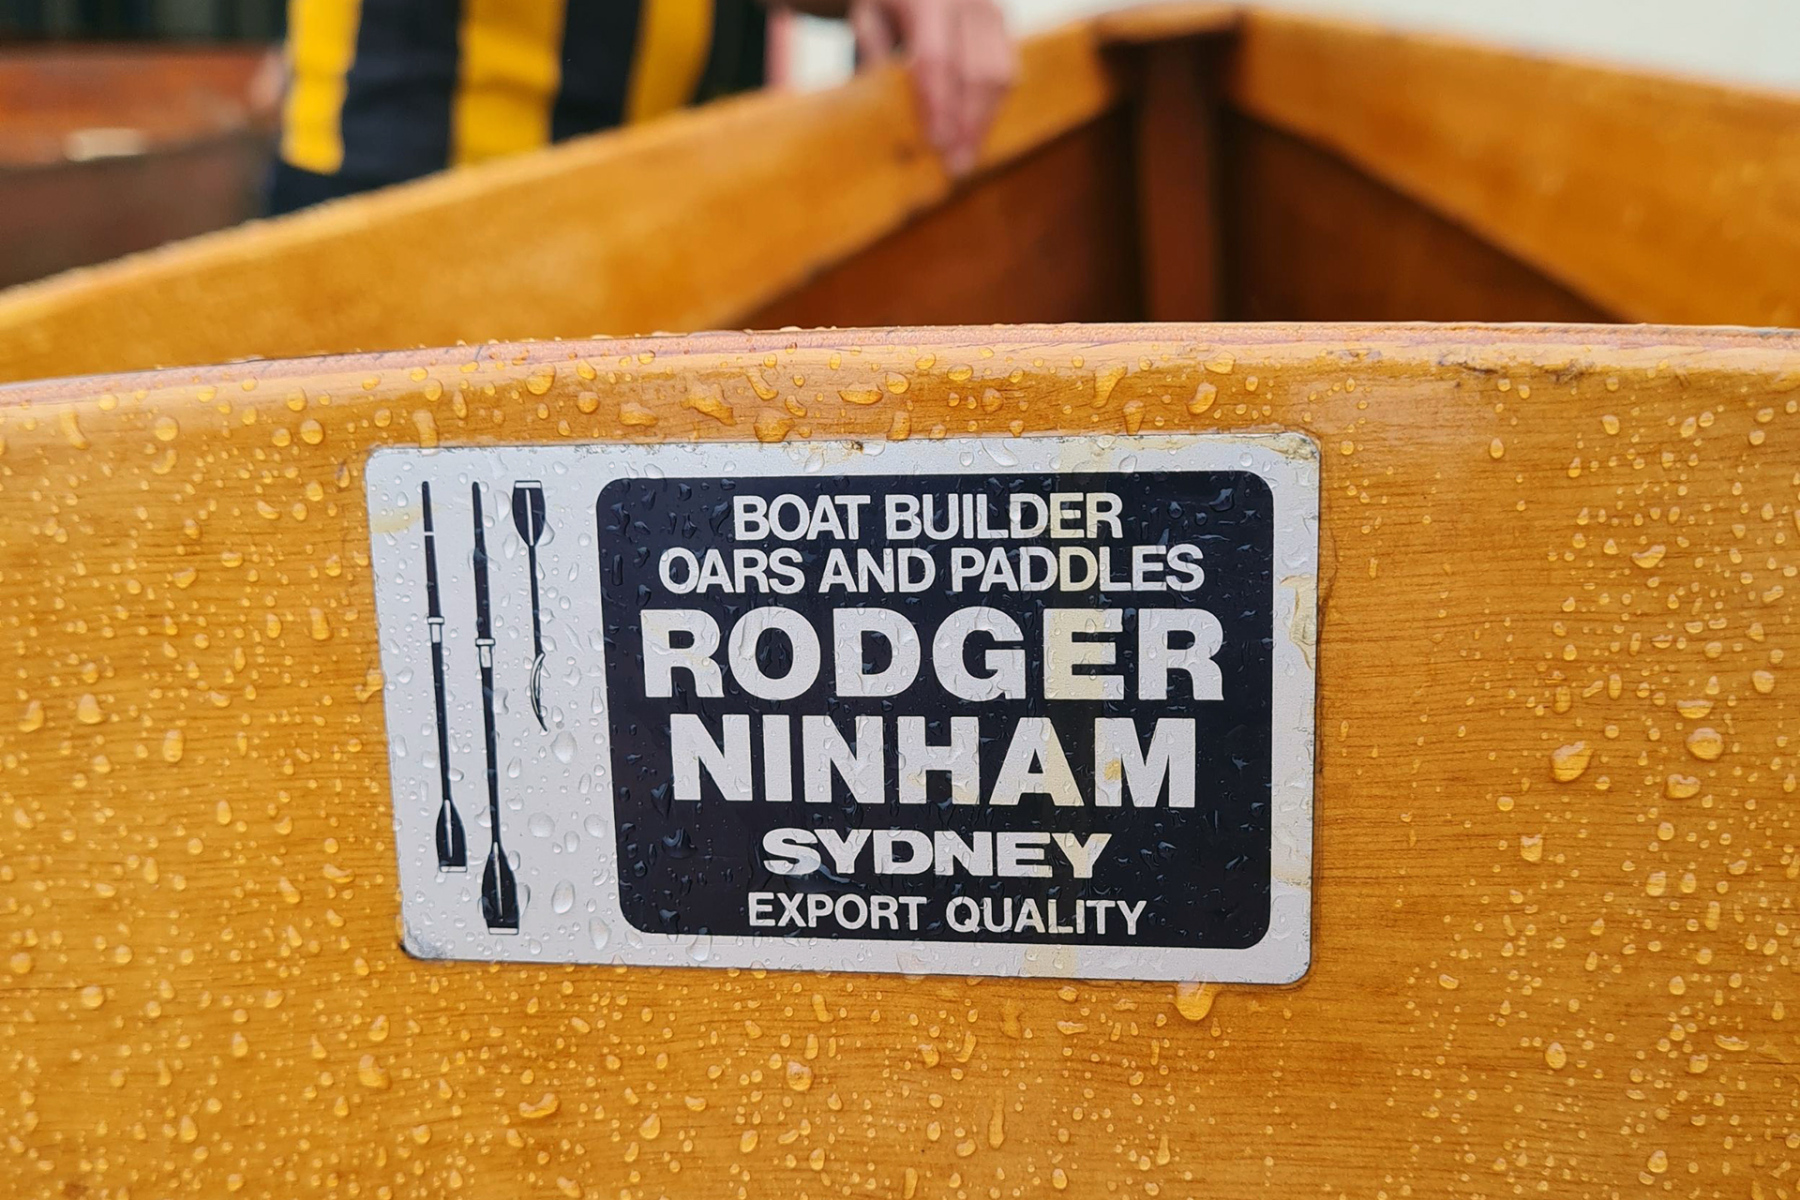 BOAT BUILDER
OARS AND PADDLES
RODGER
NINHAM
SYDNEY
EXPORT QUALITY